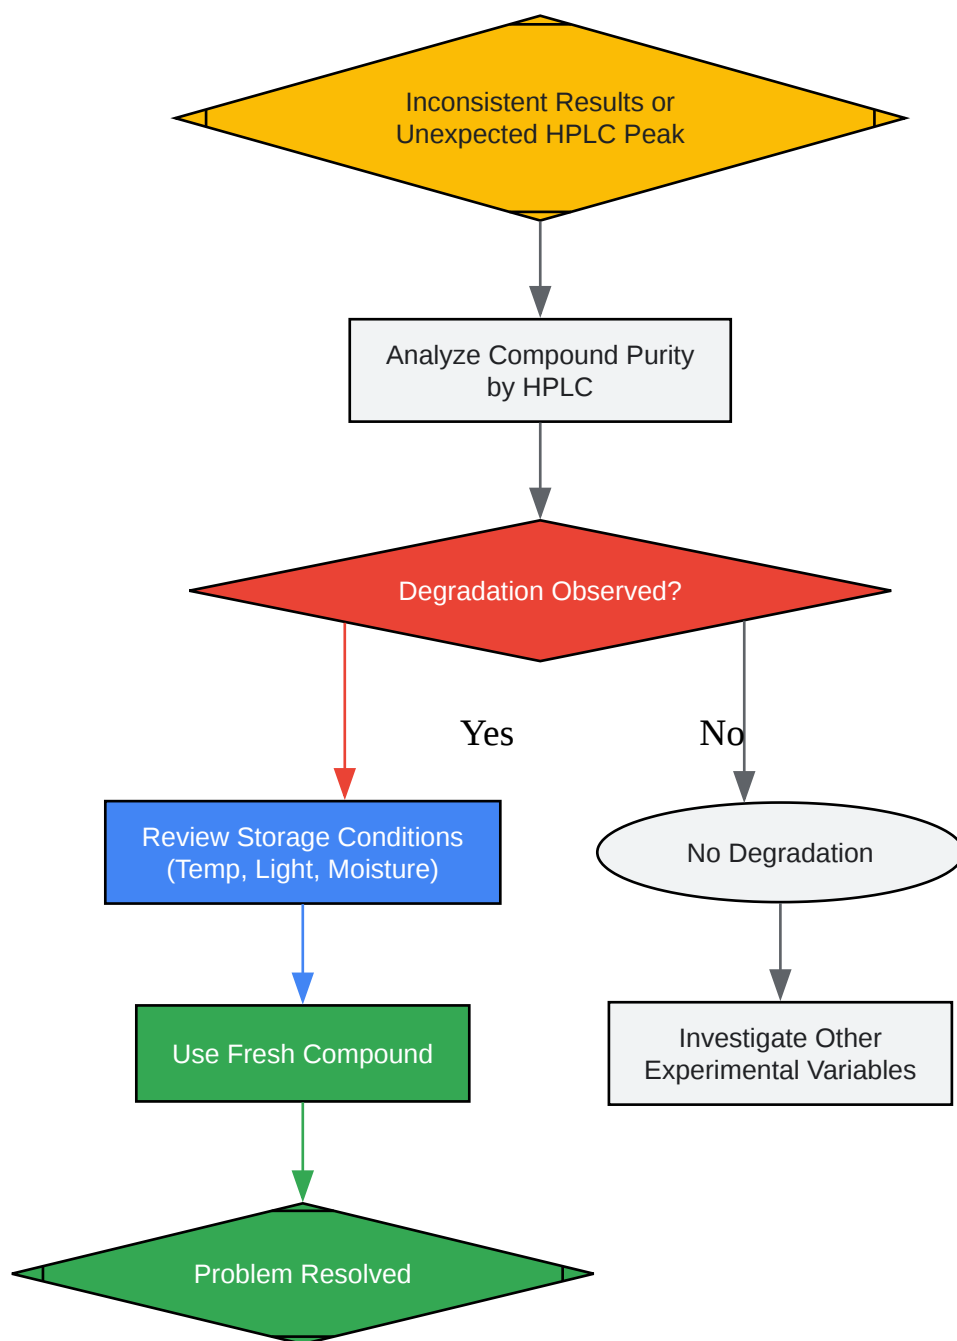 Inconsistent Results or
Unexpected HPLC Peak
Analyze Compound Purity
by HPLC
Degradation Observed?
Yes
No
Review Storage Conditions
(Temp, Light, Moisture)
No Degradation
Use Fresh Compound
Investigate Other
Experimental Variables
Problem Resolved